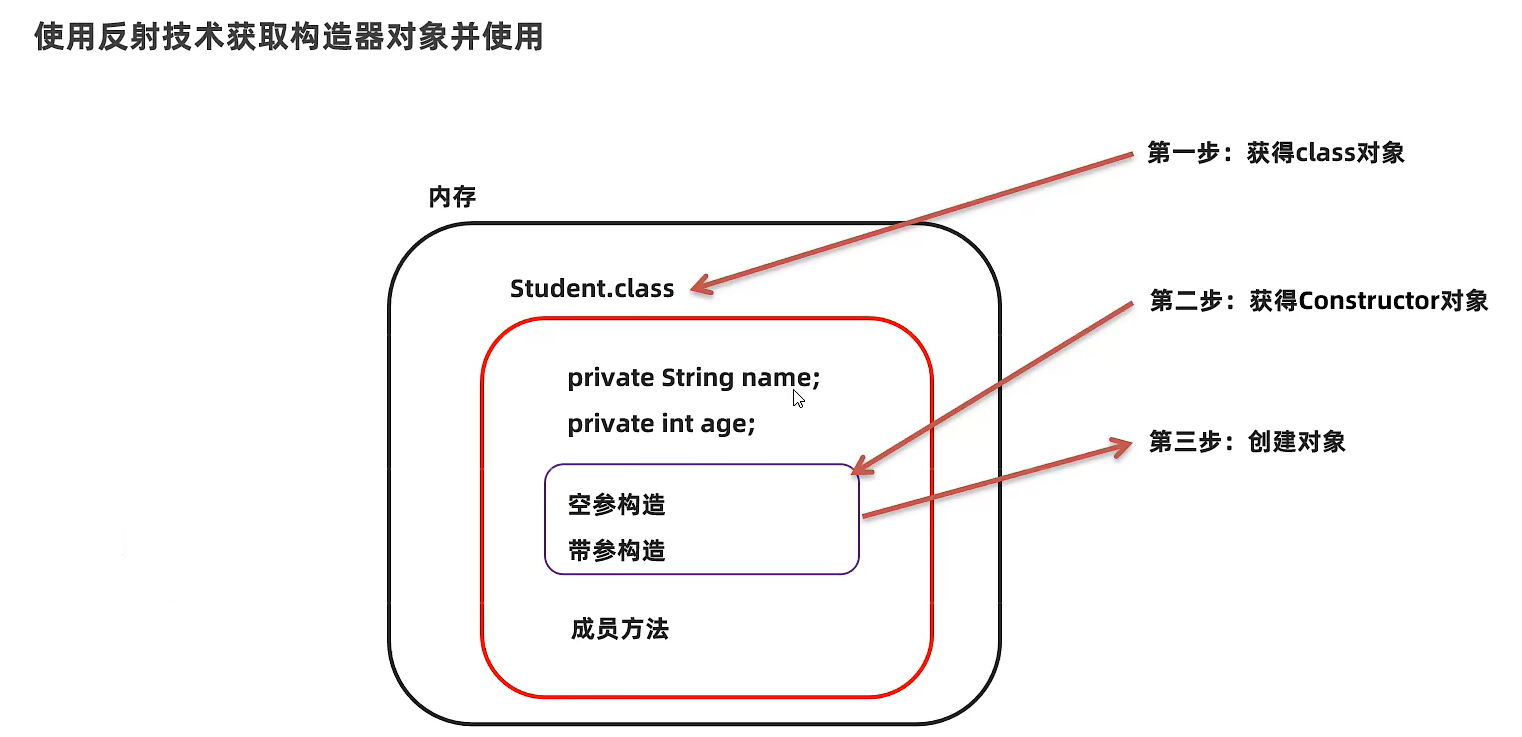 使用反射技术获取构造器对象并使用
第一步：获得class对象
内存
Student.class
第二步：获得Constructor对象
private String name;
private int age;
第三步：创建对象
空参构造
带参构造
成员方法